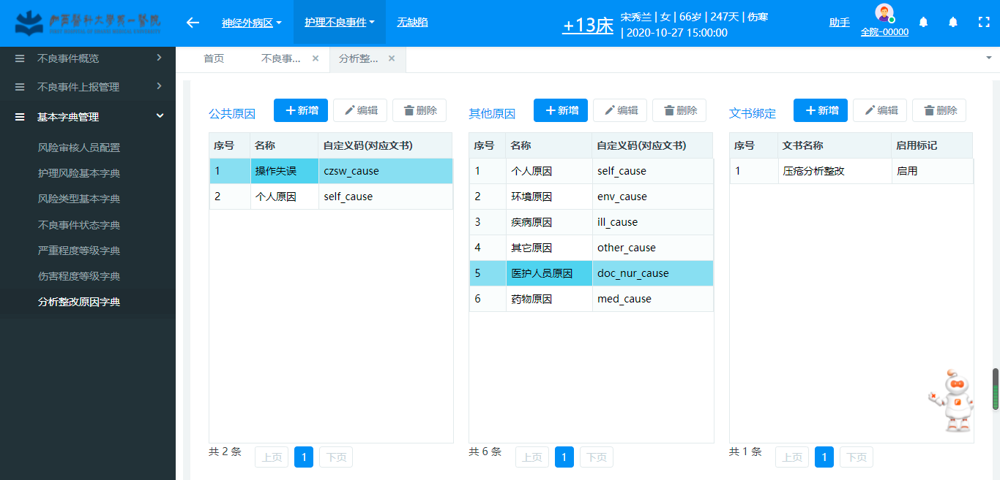 神经外病区
护理不良事件
无缺陷
+13床
宋秀兰 | 女 | 66岁 | 247天 | 伤寒
| 2020-10-27 15:00:00
助手
全院-00000
不良事件概览
不良事件上报管理
基本字典管理
风险审核人员配置
护理风险基本字典
风险类型基本字典
不良事件状态字典
严重程度等级字典
伤害程度等级字典
分析整改原因字典
首页
不良事...
分析整...
公共原因 新增 编辑 删除
序号 名称 自定义码(对应文书)
1 操作失误 czsw_cause
2 个人原因 self_cause
共 2 条 上页 1 下页
其他原因 新增 编辑 删除
序号 名称 自定义码(对应文书)
1 个人原因 self_cause
2 环境原因 env_cause
3 疾病原因 ill_cause
4 其它原因 other_cause
5 医护人员原因 doc_nur_cause
6 药物原因 med_cause
共 6 条 上页 1 下页
文书绑定 新增 编辑 删除
序号 文书名称 启用标记
1 压疮分析整改 启用
共 1 条 上页 1 下页